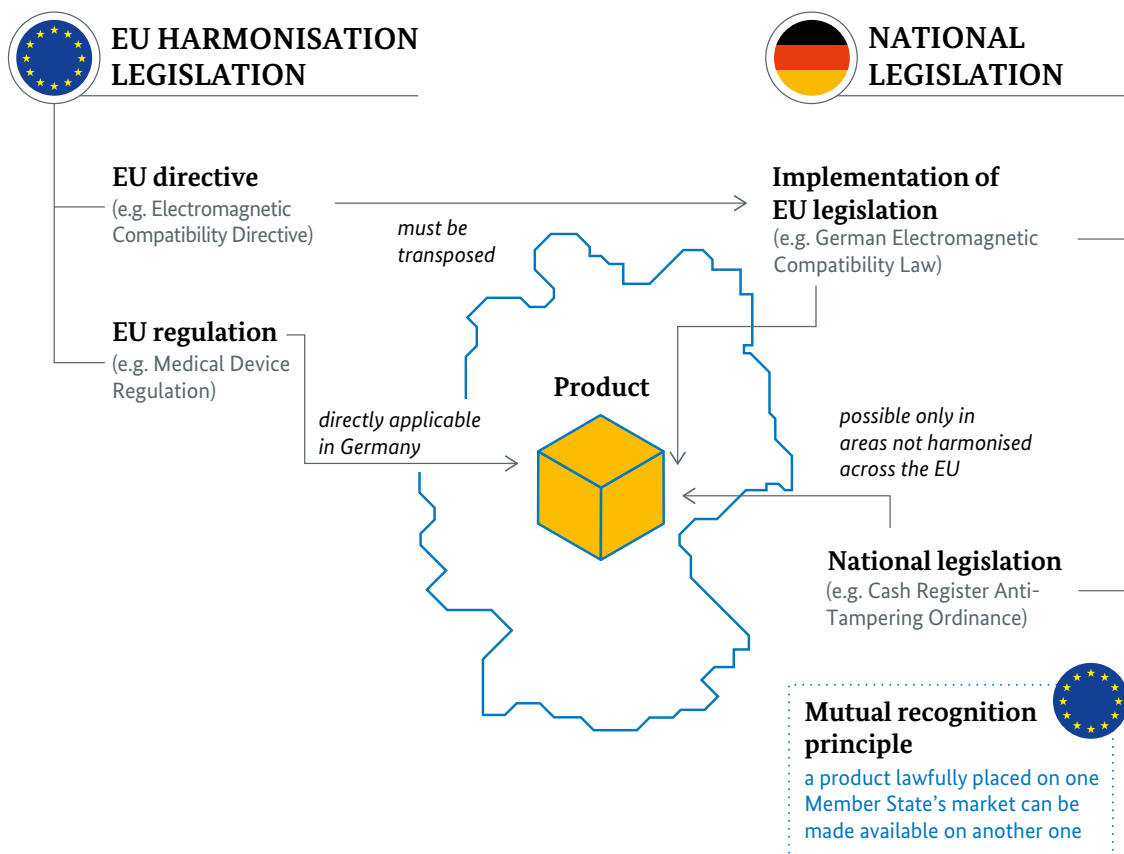 EU HARMONISATION
LEGISLATION
NATIONAL
LEGISLATION
EU directive
(e.g. Electromagnetic
Compatibility Directive)
must be
transposed
Implementation of
EU legislation
(e.g. German Electromagnetic
Compatibility Law)
EU regulation
(e.g. Medical Device
Regulation)
directly applicable
in Germany
Product
possible only in
areas not harmonised
across the EU
National legislation
(e.g. Cash Register Anti-
Tampering Ordinance)
Mutual recognition
principle
a product lawfully placed on one
Member State’s market can be
made available on another one